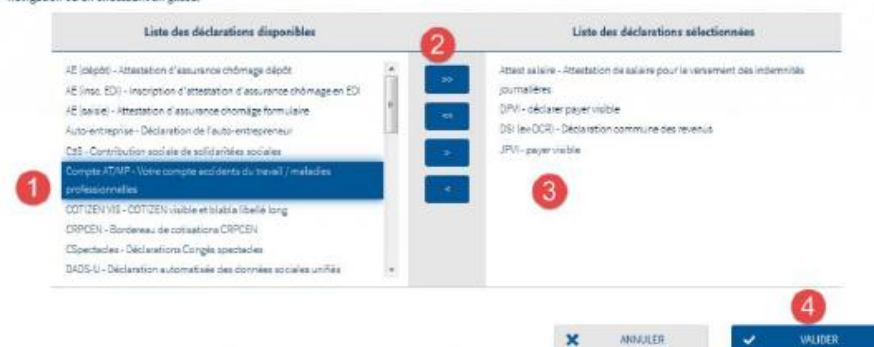 Liste des déclarations disponibles
2
Liste des déclarations sélectionnées
AE (dépôt) - Attestation d'assurance chômage dépôt
AE (insc. EDI) - Inscription d'attestation d'assurance chômage en EDI
AE (saisie) - Attestation d'assurance chomâge formulaire
Auto-entreprise - Déclaration de l'auto-entrepreneur
- Contribution sociale de solidaritées sociales
1
Compte AT/MP - Votre compte accidents du travail / maladies
professionnelles
COTIZEN VIS - COTIZEN visible et blabla libellé long
CRPCEN - Bordereau de cotisations CRPCEN
CSpectacles - Déclarations Congés spectacles
DADS-U - Déclaration automatisée des données sociales unifiés
>>
<<
>
<
Attest salaire - Attestation de salaire pour le versement des indemnités
journalières
DPVI - déclarer payer visible
DSI (ex-DCR) - Déclaration commune des revenus
JPVI - payer visible
3
4
ANNULER
VALIDER